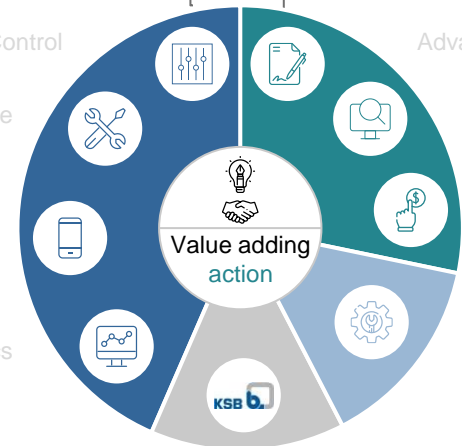 Control
Adva
e
Value adding
action
s
KSB b.
$